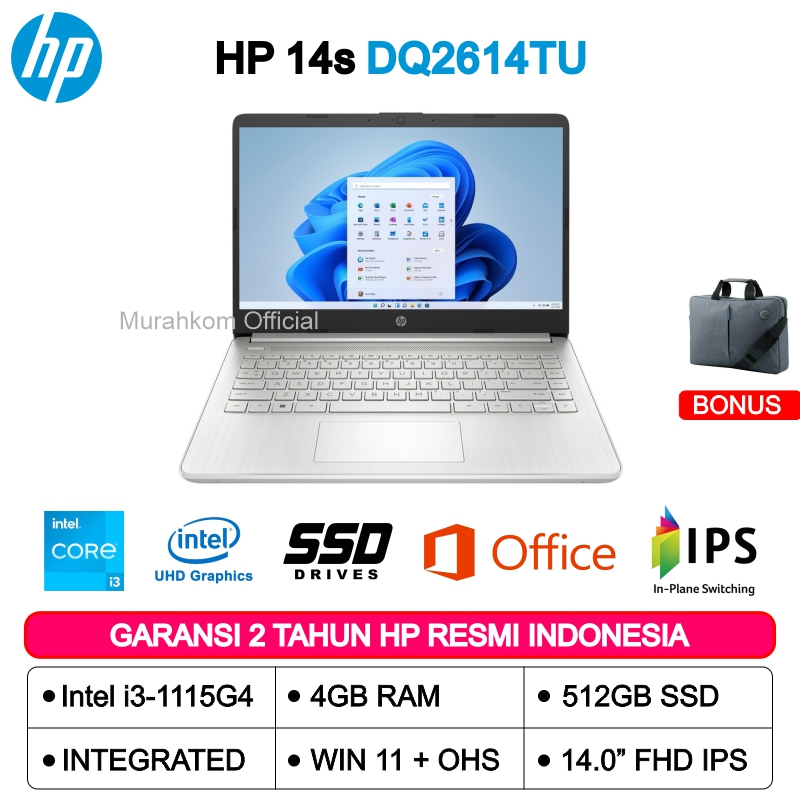 hp
HP 14s DQ2614TU
Murahkom Official
hp
BONUS
intel.
CORE
i3
intel
UHD Graphics
SSD
DRIVES
Office
IPS
In-Plane Switching
GARANSI 2 TAHUN HP RESMI INDONESIA
• Intel i3-1115G4
• 4GB RAM
• 512GB SSD
• INTEGRATED
• WIN 11 + OHS
• 14.0” FHD IPS